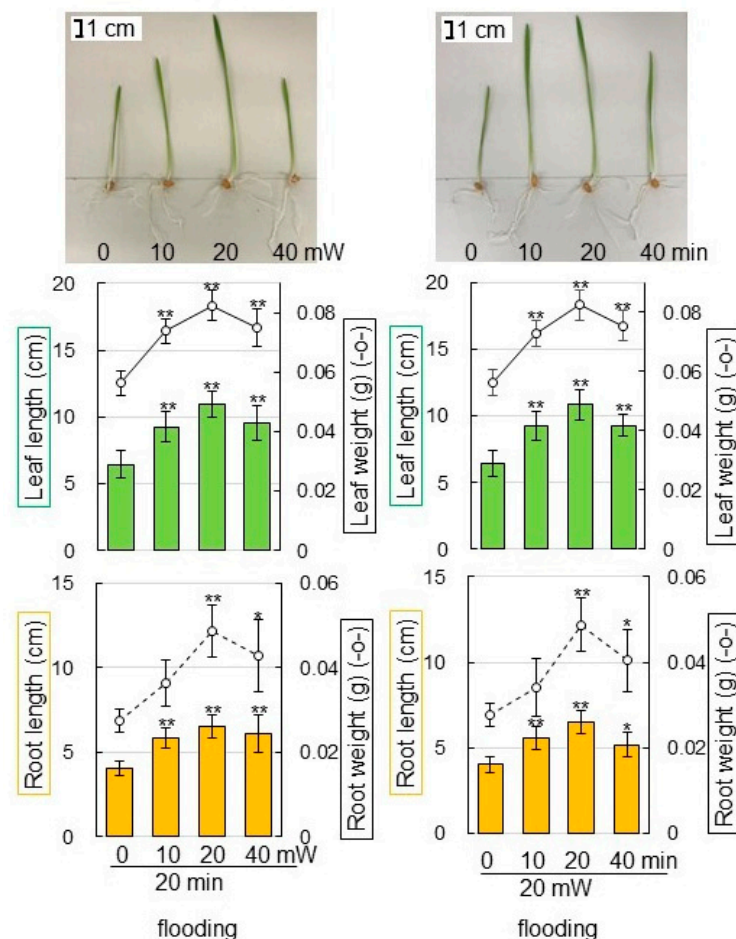 1 cm
0 10 20 40 mW
1 cm
0 10 20 40 min
Leaf length (cm)
20
15
10
5
0
** ** **
** ** **
0.08
0.06
0.04
0.02
0
Leaf weight (g) (-o-)
Leaf length (cm)
20
15
10
5
0
** ** **
** ** **
0.08
0.06
0.04
0.02
0
Leaf weight (g) (-o-)
Root length (cm)
15
10
5
0
** *
** ** **
0.06
0.04
0.02
0
Root weight (g) (-o-)
0 10 20 40 mW
20 min
flooding
Root length (cm)
15
10
5
0
** *
** ** *
0.06
0.04
0.02
0
Root weight (g) (-o-)
0 10 20 40 min
20 mW
flooding